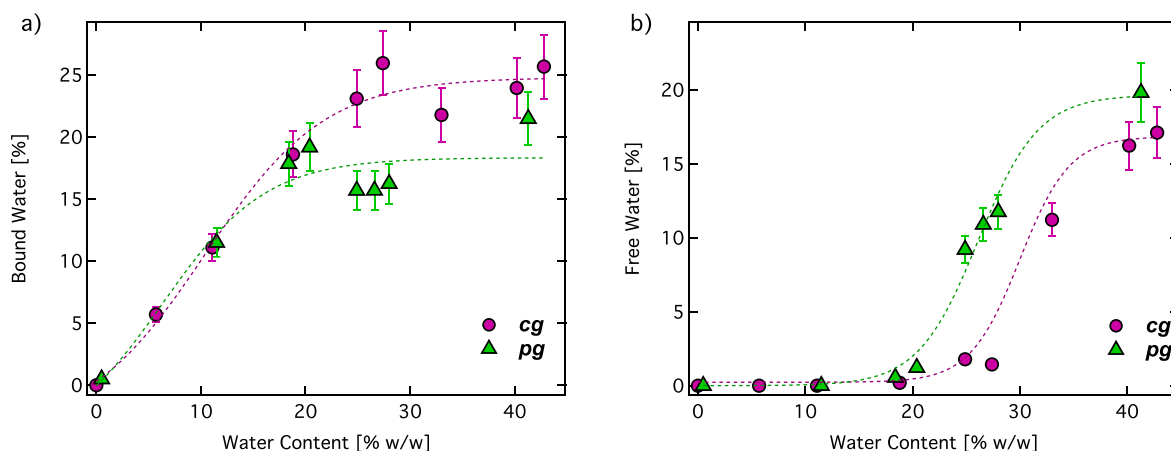 a)
Bound Water [%]
25
20
15
10
5
0
0 10 20 30 40
Water Content [% w/w]
cg
pg
b)
Free Water [%]
20
15
10
5
0
0 10 20 30 40
Water Content [% w/w]
cg
pg